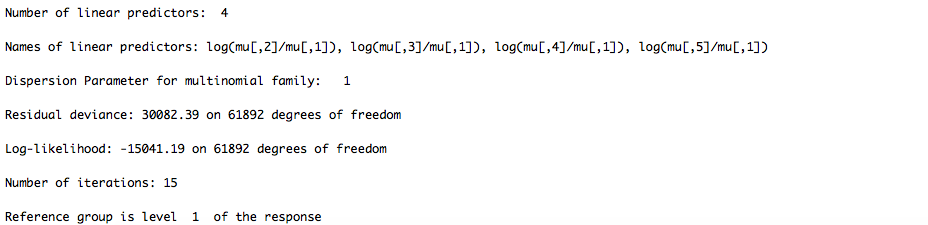 Number of linear predictors:  4
Names of linear predictors: log(mu[,2]/mu[,1]), log(mu[,3]/mu[,1]), log(mu[,4]/mu[,1]), log(mu[,5]/mu[,1])
Dispersion Parameter for multinomial family:   1
Residual deviance: 30082.39 on 61892 degrees of freedom
Log-likelihood: -15041.19 on 61892 degrees of freedom
Number of iterations: 15
Reference group is level  1  of the response